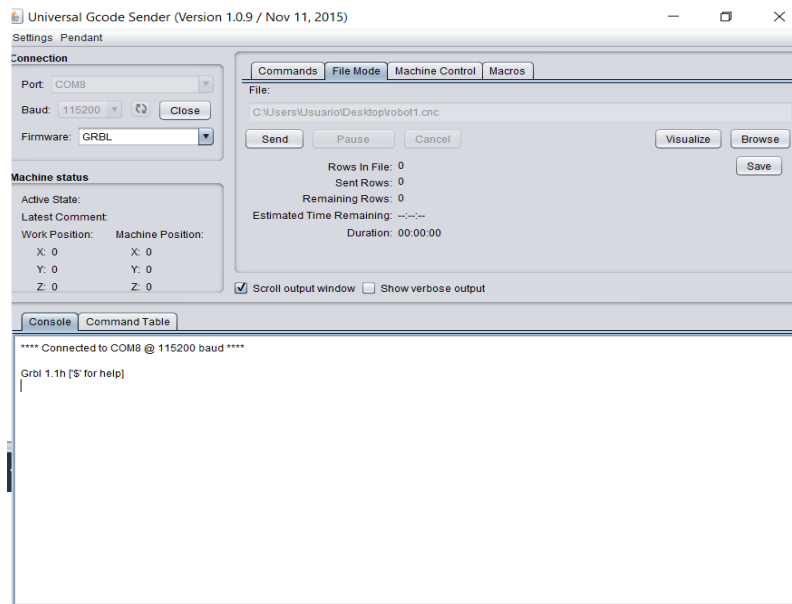 Universal Gcode Sender (Version 1.0.9 / Nov 11, 2015)
Settings Pendant
Connection
Port: COM8
Baud: 115200 Close
Firmware: GRBL
Machine status
Active State:
Latest Comment:
Work Position: Machine Position:
X: 0 X: 0
Y: 0 Y: 0
Z: 0 Z: 0
Commands File Mode Machine Control Macros
File:
C:\Users\Usuario\Desktop\robot1.cnc
Send Pause Cancel Visualize Browse
Save
Rows In File: 0
Sent Rows: 0
Remaining Rows: 0
Estimated Time Remaining: --:--:--
Duration: 00:00:00
Scroll output window Show verbose output
Console Command Table
**** Connected to COM8 @ 115200 baud ****
Grbl 1.1h ['$' for help]